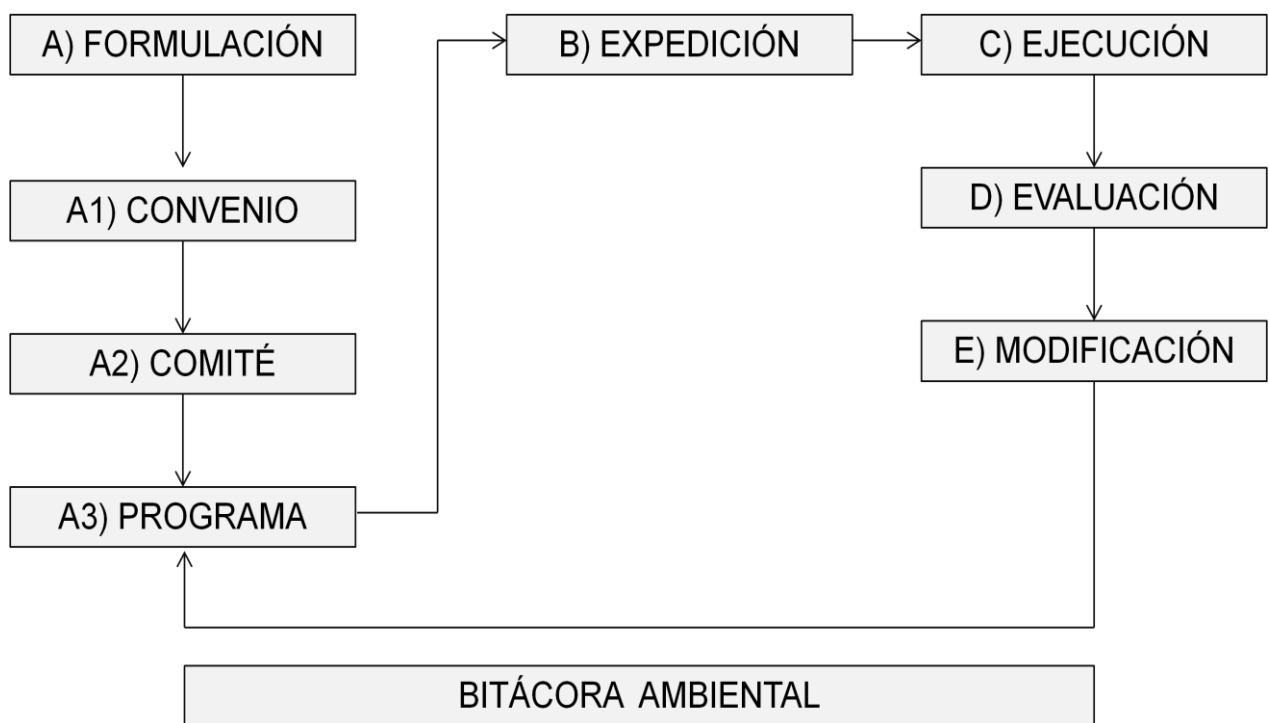 A) FORMULACIÓN
A1) CONVENIO
A2) COMITÉ
A3) PROGRAMA
B) EXPEDICIÓN
C) EJECUCIÓN
D) EVALUACIÓN
E) MODIFICACIÓN
BITÁCORA AMBIENTAL